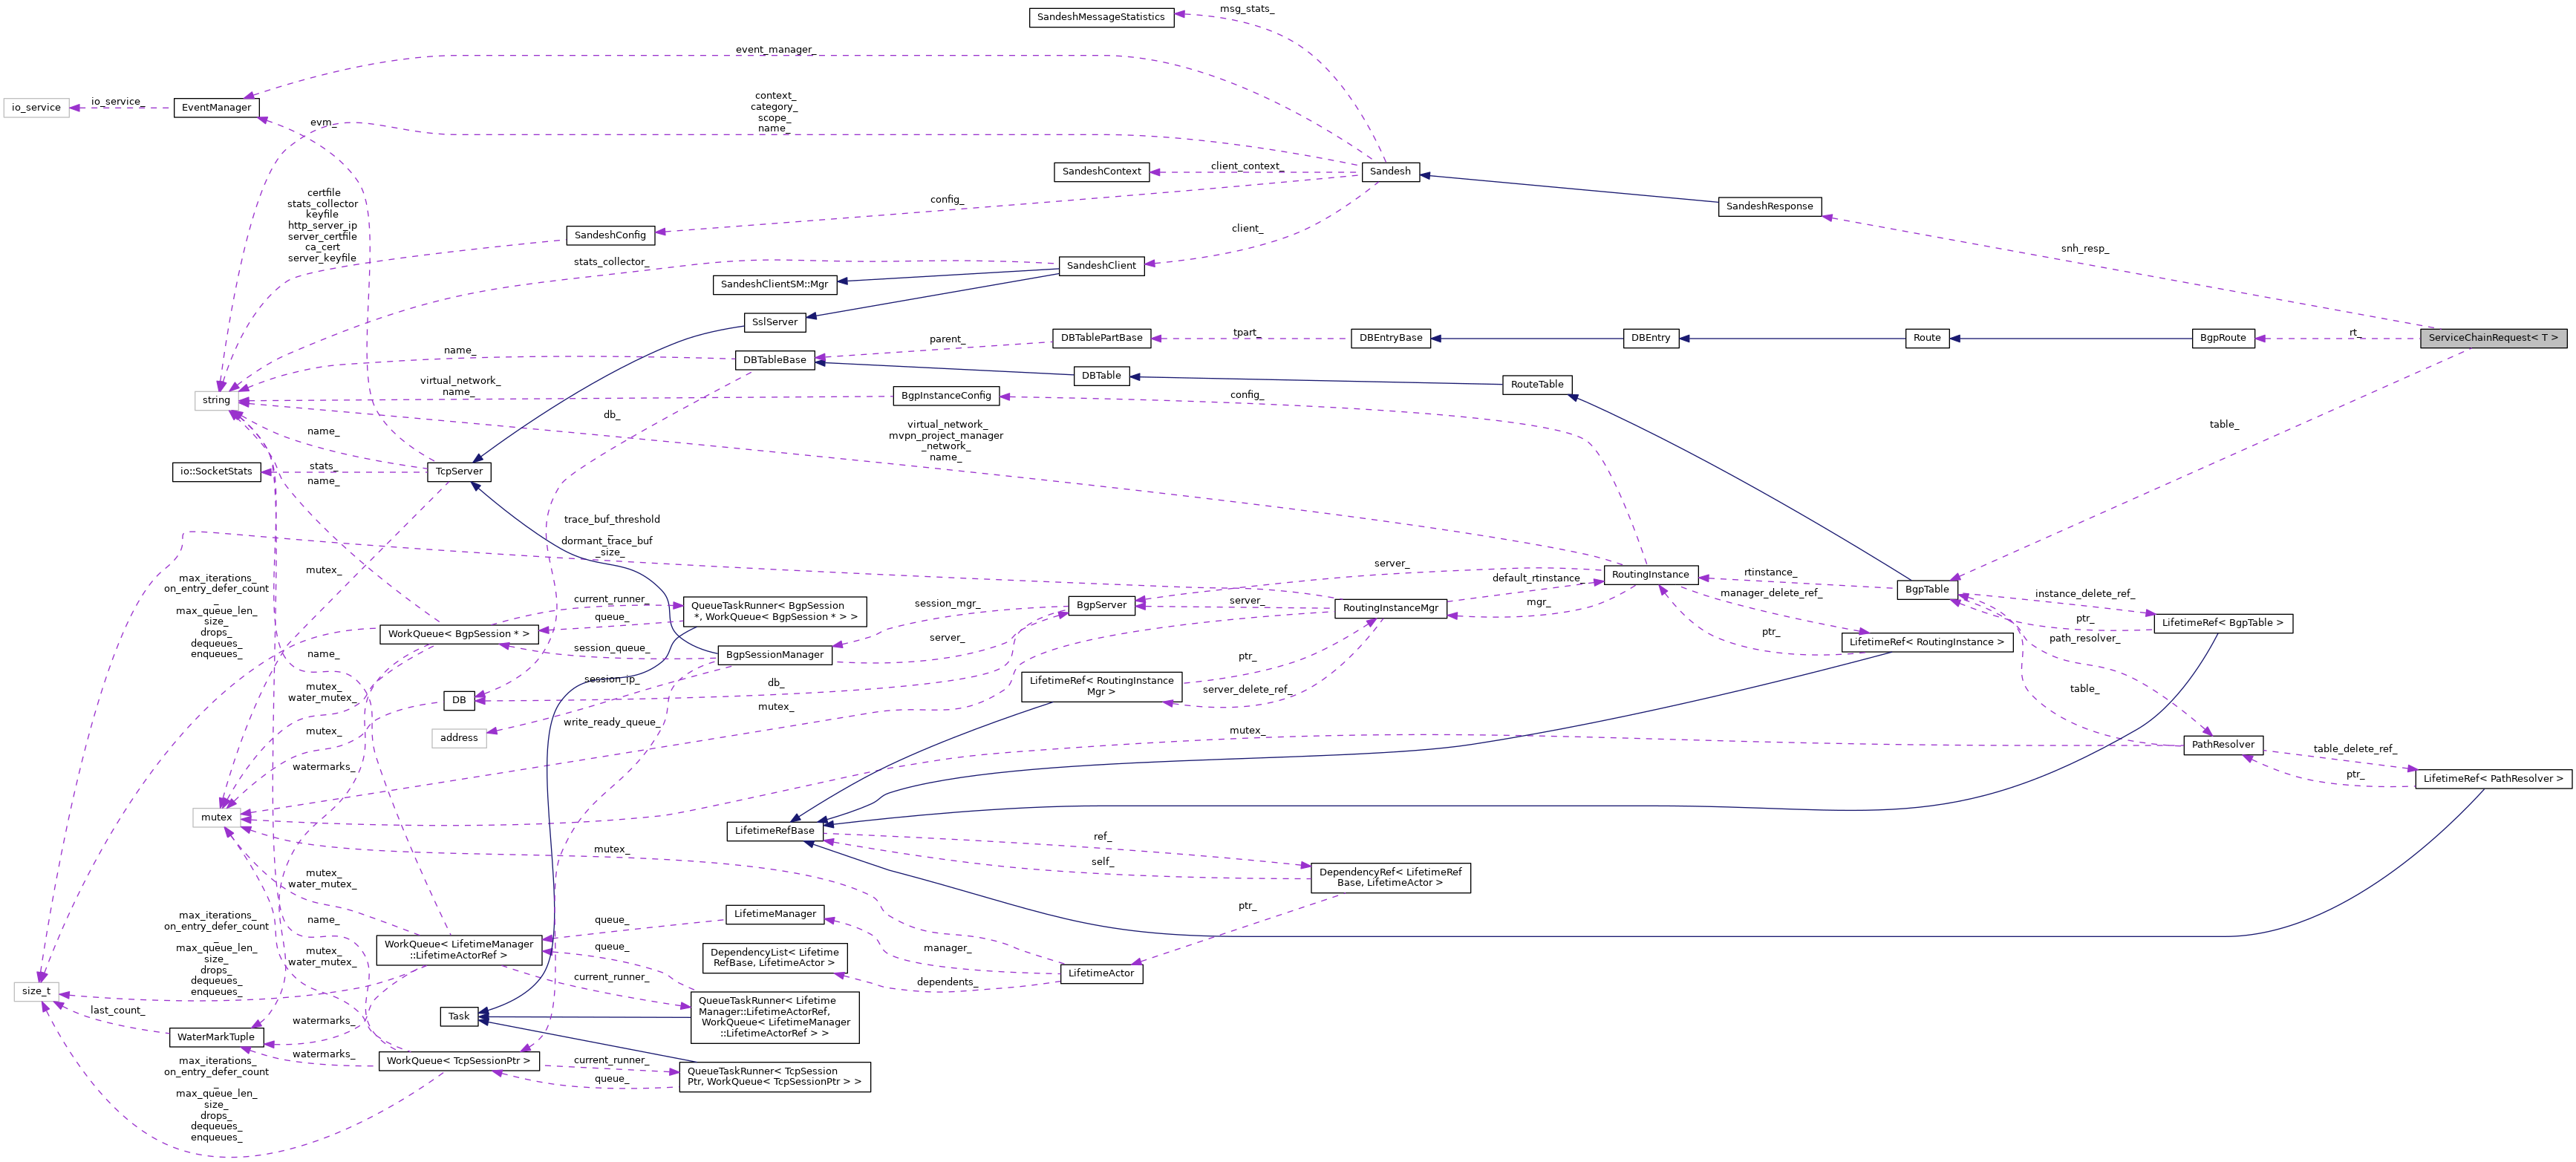 SandeshMessageStatistics
msg_stats_
event_manager_
io_service
io_service_
EventManager
context_
category_
scope_
name_
evm_
SandeshContext
client_context_
Sandesh
certfile
stats_collector
keyfile
http_server_ip
server_certfile
ca_cert
server_keyfile
config_
SandeshResponse
SandeshConfig
client_
snh_resp_
stats_collector_
SandeshClient
SandeshClientSM::Mgr
SslServer
name_
DBTableBase
parent_
DBTablePartBase
tpart_
DBEntryBase
DBEntry
Route
BgpRoute
rt_
ServiceChainRequest< T >
DBTable
RouteTable
string
virtual_network_
name_
BgpInstanceConfig
config_
db_
virtual_network_
mvpn_project_manager
_network_
name_
table_
name_
io::SocketStats
stats_
name_
TcpServer
trace_buf_threshold
_
dormant_trace_buf
_size_
mutex_
server_
default_rtinstance_
RoutingInstance
rtinstance_
BgpTable
manager_delete_ref_
instance_delete_ref_
max_iterations_
on_entry_defer_count
_
max_queue_len_
size_
drops_
dequeues_
enqueues_
current_runner_
queue_
QueueTaskRunner< BgpSession
*, WorkQueue< BgpSession * > >
session_mgr_
BgpServer
server_
RoutingInstanceMgr
mgr_
LifetimeRef< BgpTable >
ptr_
WorkQueue< BgpSession * >
session_queue_
BgpSessionManager
server_
ptr_
LifetimeRef< RoutingInstance >
path_resolver_
name_
mutex_
water_mutex_
session_ip_
db_
DB
LifetimeRef< RoutingInstance
Mgr >
ptr_
server_delete_ref_
table_
mutex_
write_ready_queue_
mutex_
address
mutex_
PathResolver
table_delete_ref_
watermarks_
ptr_
LifetimeRef< PathResolver >
mutex
LifetimeRefBase
ref_
mutex_
self_
DependencyRef< LifetimeRef
Base, LifetimeActor >
mutex_
water_mutex_
ptr_
LifetimeManager
queue_
name_
max_iterations_
on_entry_defer_count
_
max_queue_len_
size_
drops_
dequeues_
enqueues_
WorkQueue< LifetimeManager
::LifetimeActorRef >
queue_
DependencyList< Lifetime
RefBase, LifetimeActor >
manager_
mutex_
water_mutex_
current_runner_
dependents_
LifetimeActor
size_t
last_count_
watermarks_
Task
QueueTaskRunner< Lifetime
Manager::LifetimeActorRef,
WorkQueue< LifetimeManager
::LifetimeActorRef > >
WaterMarkTuple
watermarks_
WorkQueue< TcpSessionPtr >
current_runner_
queue_
QueueTaskRunner< TcpSession
Ptr, WorkQueue< TcpSessionPtr > >
max_iterations_
on_entry_defer_count
_
max_queue_len_
size_
drops_
dequeues_
enqueues_